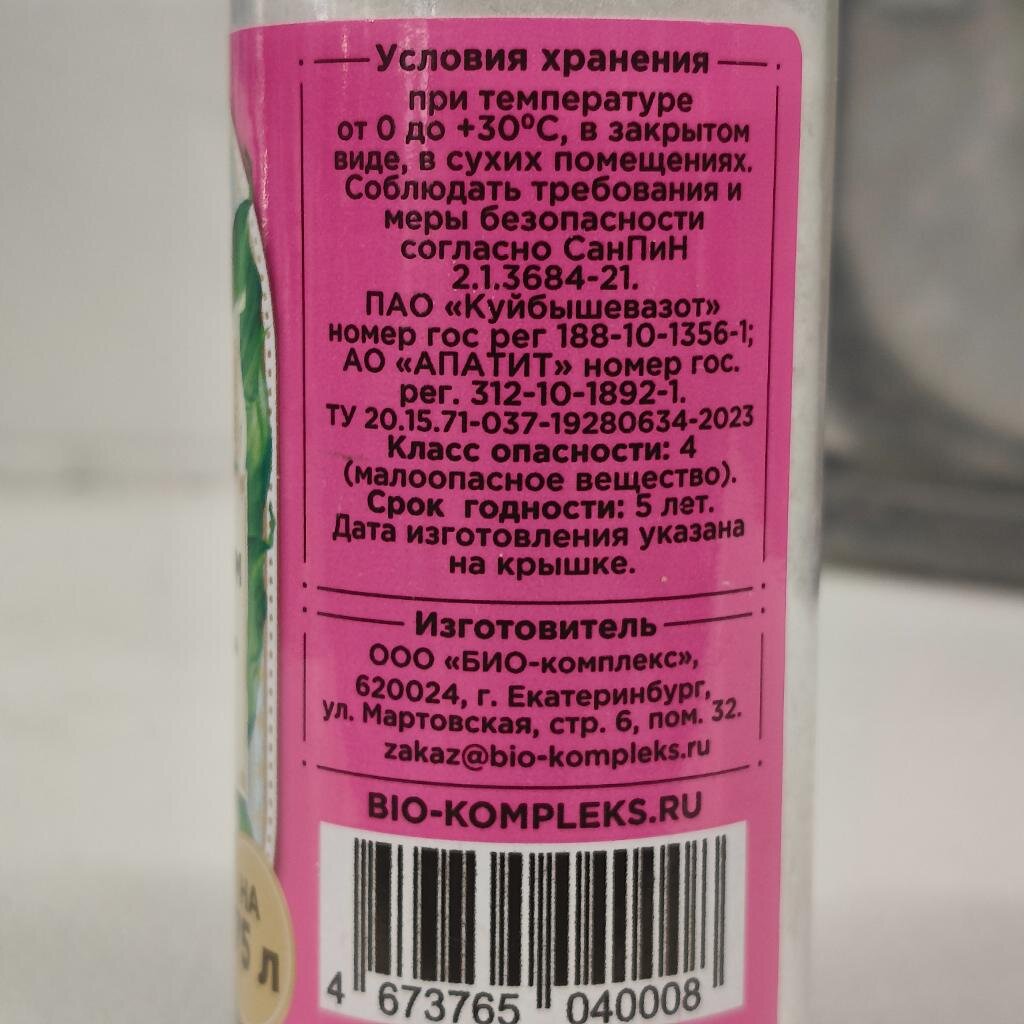 Условия хранения
при температуре
от 0 до +30°С, в закрытом
виде, в сухих помещениях.
Соблюдать требования и
меры безопасности
согласно СанПиН
2.1.3684-21.
ПАО «Куйбышевазот»
номер гос рег 188-10-1356-1;
АО «АПАТИТ» номер гос.
рег. 312-10-1892-1.
ТУ 20.15.71-037-19280634-2023
Класс опасности: 4
(малоопасное вещество).
Срок годности: 5 лет.
Дата изготовления указана
на крышке.
Изготовитель
ООО «БИО-комплекс»,
620024, г. Екатеринбург,
ул. Мартовская, стр. 6, пом. 32.
zakaz@bio-kompleks.ru
BIO-KOMPLEKS.RU
4 673765 040008
НА
5 л